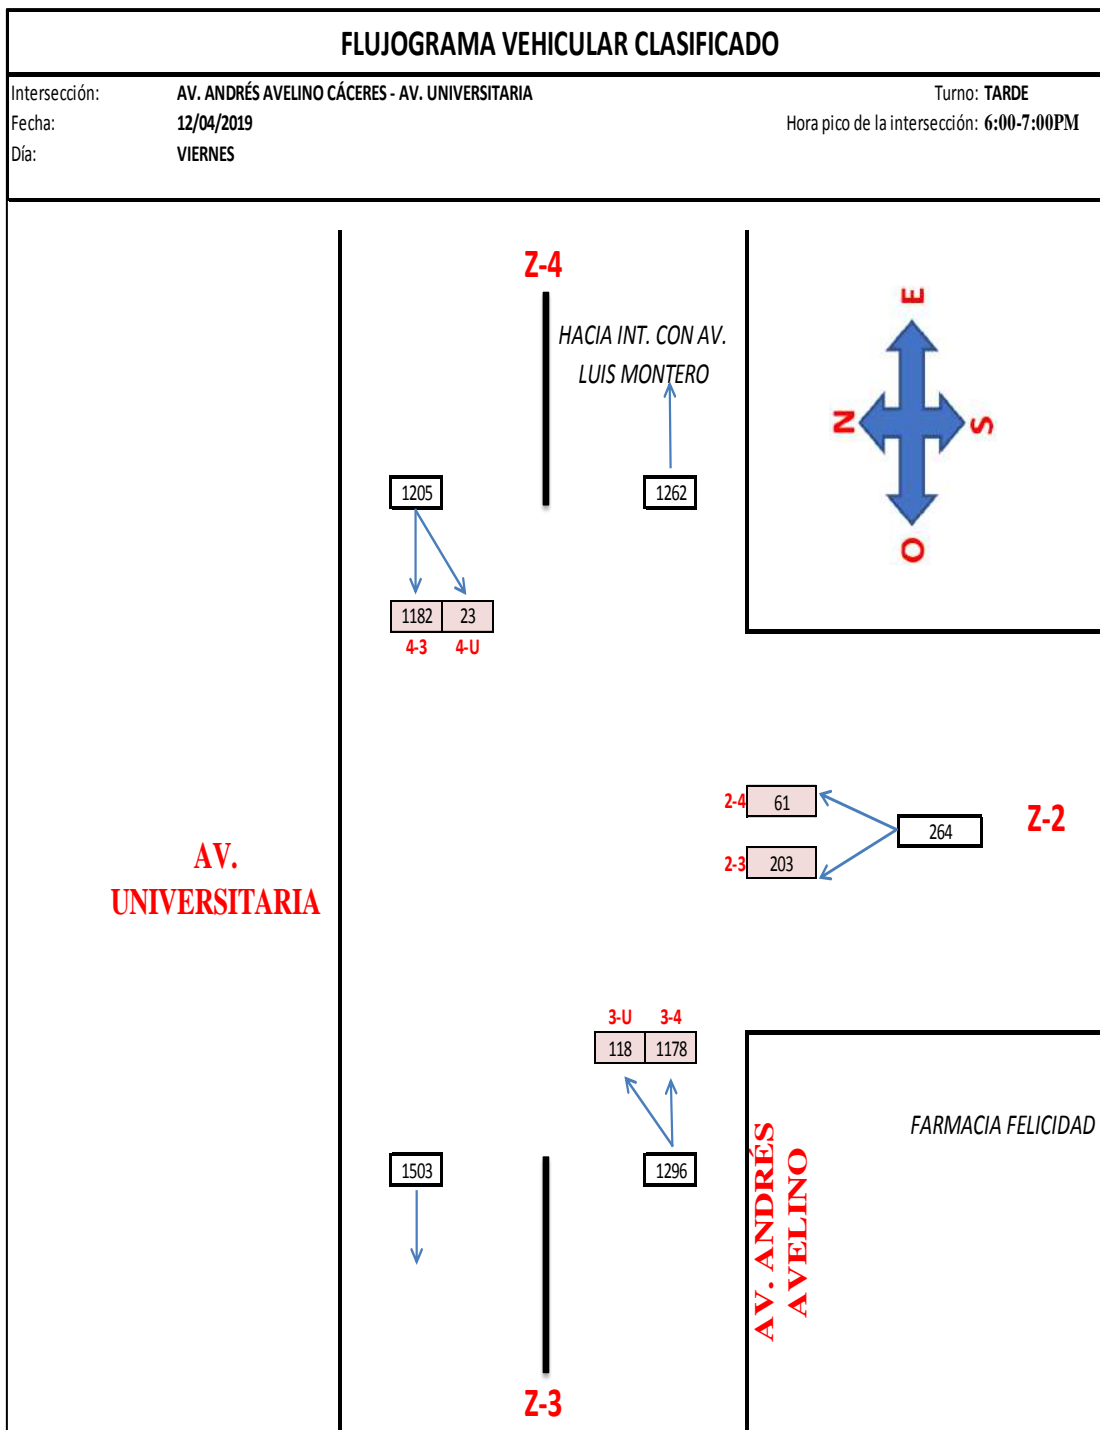 FLUJOGRAMA VEHICULAR CLASIFICADO
Intersección: AV. ANDRÉS AVELINO CÁCERES - AV. UNIVERSITARIA Turno: TARDE
Fecha: 12/04/2019 Hora pico de la intersección: 6:00-7:00PM
Día: VIERNES
Z-4
HACIA INT. CON AV.
LUIS MONTERO
E
N S
O
1205 1262
1182 23
4-3 4-U
2-4 61
264 Z-2
2-3 203
AV.
UNIVERSITARIA
3-U 3-4
118 1178
FARMACIA FELICIDAD
1503 1296
AV. ANDRÉS
AVELINO
Z-3